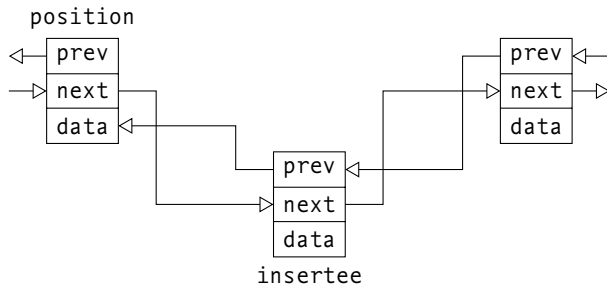 position
prev
next
data
prev
next
data
prev
next
data
insertee